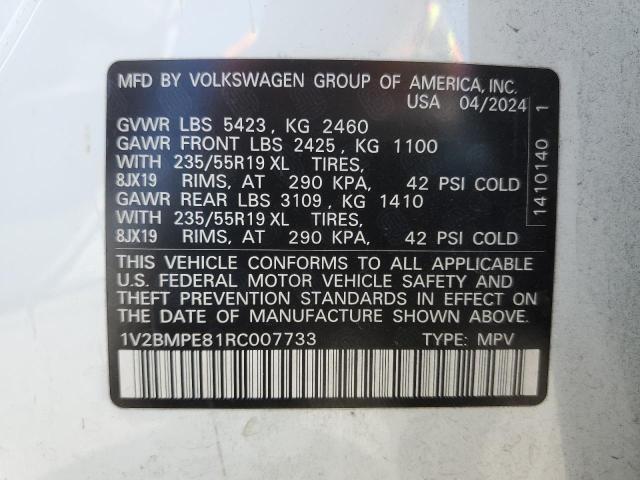 MFD BY VOLKSWAGEN GROUP OF AMERICA, INC.
USA 04/2024
GVWR LBS 5423 , KG 2460
GAWR FRONT LBS 2425 , KG 1100
WITH 235/55R19 XL TIRES,
8JX19 RIMS, AT 290 KPA, 42 PSI COLD
GAWR REAR LBS 3109 , KG 1410
WITH 235/55R19 XL TIRES,
8JX19 RIMS, AT 290 KPA, 42 PSI COLD
THIS VEHICLE CONFORMS TO ALL APPLICABLE
U.S. FEDERAL MOTOR VEHICLE SAFETY AND
THEFT PREVENTION STANDARDS IN EFFECT ON
THE DATE OF MANUFACTURE SHOWN ABOVE.
1V2BMPE81RC007733 TYPE: MPV
1410140 1